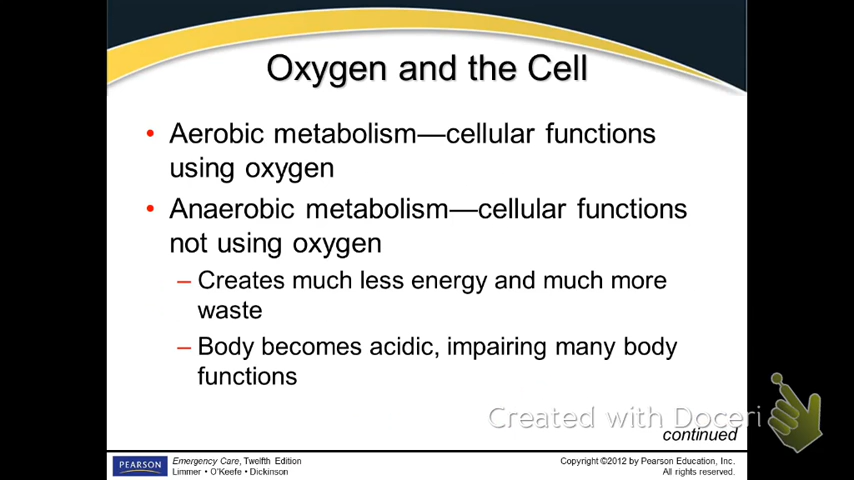 Oxygen and the Cell
• Aerobic metabolism—cellular functions
using oxygen
• Anaerobic metabolism—cellular functions
not using oxygen
– Creates much less energy and much more
waste
– Body becomes acidic, impairing many body
functions
Created with Doceri
continued
PEARSON
Emergency Care, Twelfth Edition
Limmer • O'Keefe • Dickinson
Copyright ©2012 by Pearson Education, Inc.
All rights reserved.